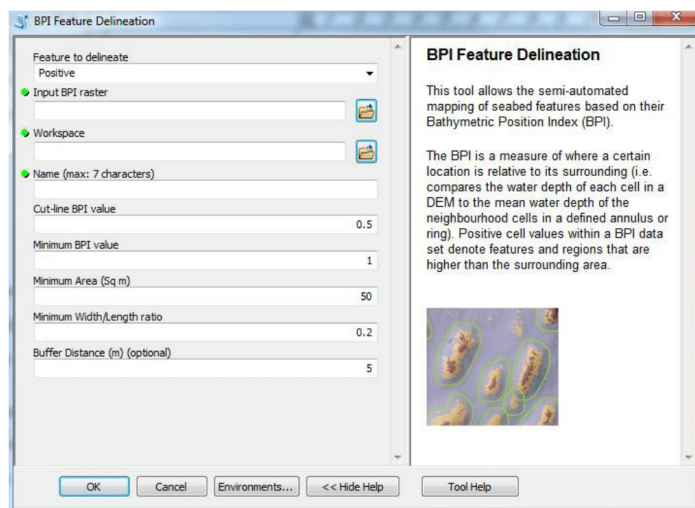 BPI Feature Delineation
Feature to delineate
Positive
Input BPI raster
Workspace
Name (max: 7 characters)
Cut-line BPI value
0.5
Minimum BPI value
1
Minimum Area (Sq m)
50
Minimum Width/Length ratio
0.2
Buffer Distance (m) (optional)
5
BPI Feature Delineation
This tool allows the semi-automated
mapping of seabed features based on their
Bathymetric Position Index (BPI).
The BPI is a measure of where a certain
location is relative to its surrounding (i.e.
compares the water depth of each cell in a
DEM to the mean water depth of the
neighbourhood cells in a defined annulus or
ring). Positive cell values within a BPI data
set denote features and regions that are
higher than the surrounding area.
OK
Cancel
Environments...
<< Hide Help
Tool Help